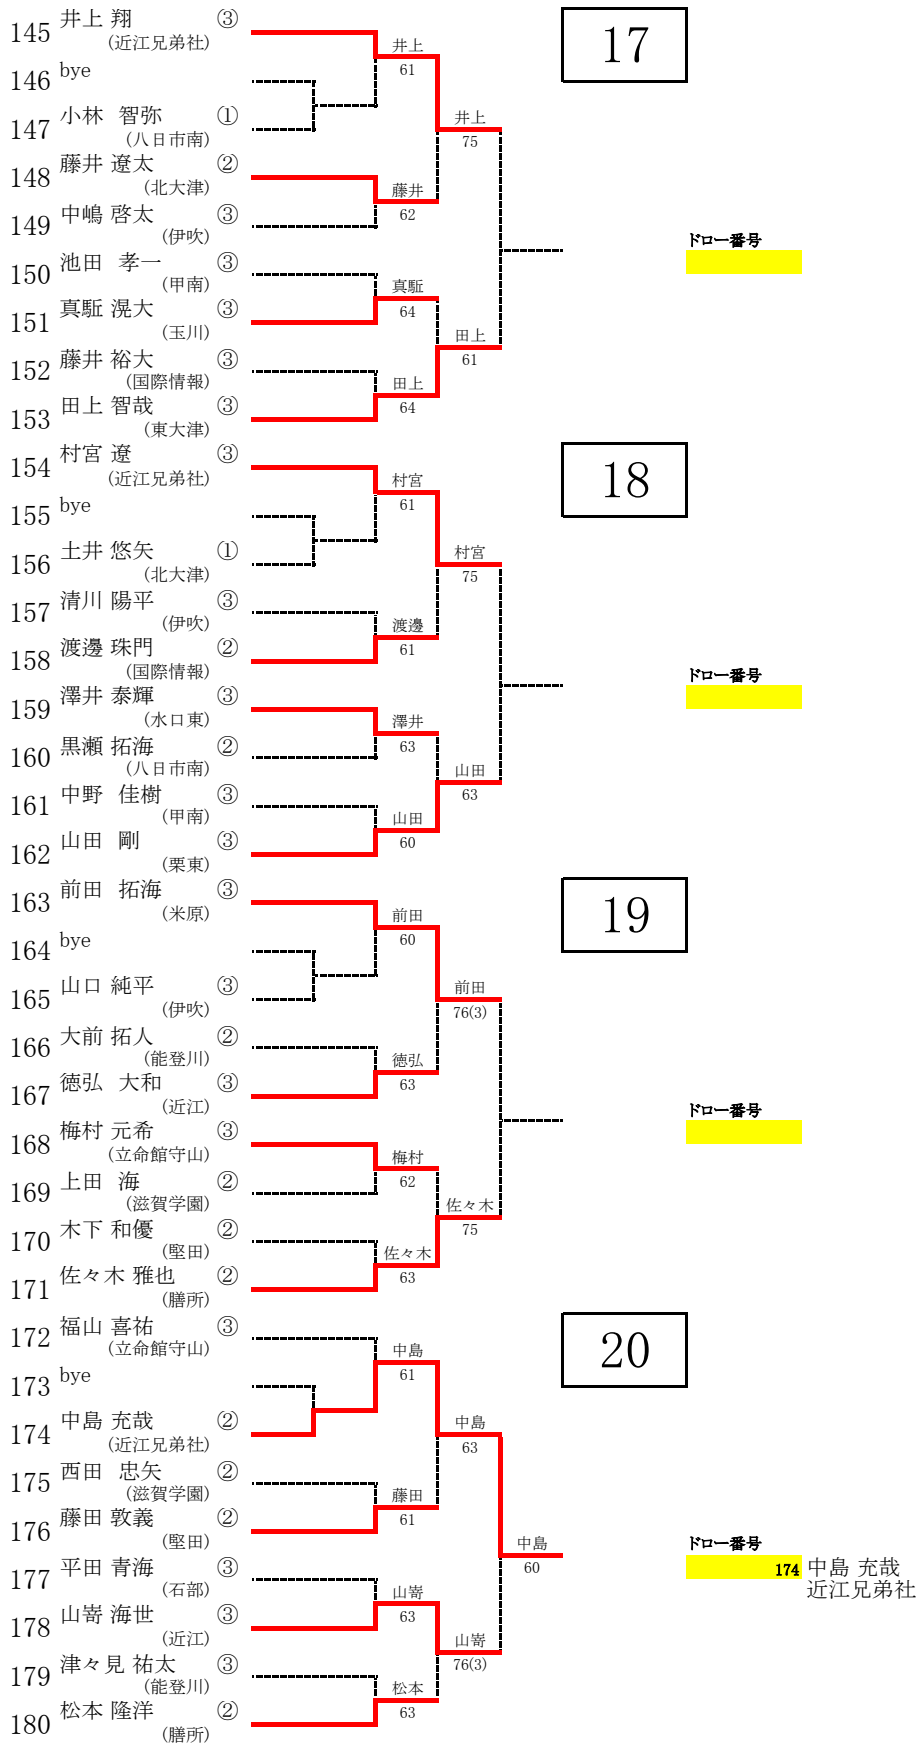 145 井上 翔 ③
(近江兄弟社)
146 bye
147 小林 智弥 ①
(八日市南)
148 藤井 遼太 ②
(北大津)
149 中嶋 啓太 ③
(伊吹)
150 池田 孝一 ③
(甲南)
151 真駈 滉大 ③
(玉川)
152 藤井 裕大 ③
(国際情報)
153 田上 智哉 ③
(東大津)
井上
61
藤井
62
真駈
64
田上
64
井上
75
田上
61
17
ドロー番号
154 村宮 遼 ③
(近江兄弟社)
155 bye
156 土井 悠矢 ①
(北大津)
157 清川 陽平 ③
(伊吹)
158 渡邊 珠門 ②
(国際情報)
159 澤井 泰輝 ③
(水口東)
160 黒瀬 拓海 ②
(八日市南)
161 中野 佳樹 ③
(甲南)
162 山田 剛 ③
(栗東)
村宮
61
渡邊
61
澤井
63
山田
60
村宮
75
山田
63
18
ドロー番号
163 前田 拓海 ③
(米原)
164 bye
165 山口 純平 ③
(伊吹)
166 大前 拓人 ②
(能登川)
167 徳弘 大和 ③
(近江)
168 梅村 元希 ③
(立命館守山)
169 上田 海 ②
(滋賀学園)
170 木下 和優 ②
(堅田)
171 佐々木 雅也 ②
(膳所)
前田
60
徳弘
63
梅村
62
佐々木
63
前田
76(3)
佐々木
75
19
ドロー番号
172 福山 喜祐 ③
(立命館守山)
173 bye
174 中島 充哉 ②
(近江兄弟社)
175 西田 忠矢 ②
(滋賀学園)
176 藤田 敦義 ②
(堅田)
177 平田 青海 ③
(石部)
178 山嵜 海世 ③
(近江)
179 津々見 祐太 ③
(能登川)
180 松本 隆洋 ②
(膳所)
中島
61
藤田
61
山嵜
63
松本
63
中島
63
山嵜
76(3)
中島
60
20
ドロー番号
174 中島 充哉
近江兄弟社